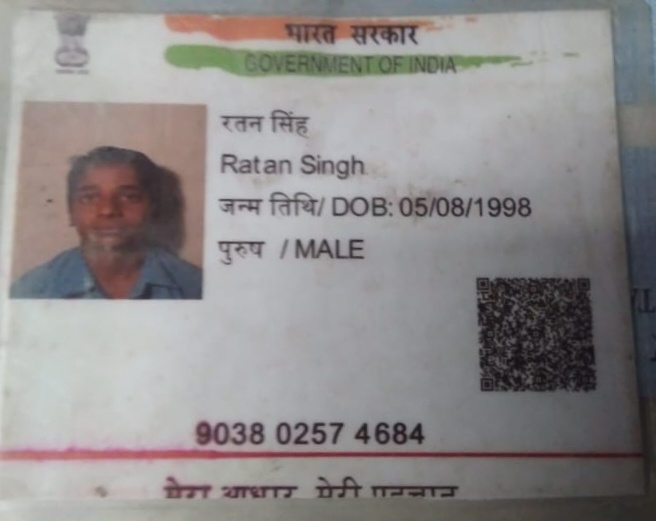 भारत सरकार
GOVERNMENT OF INDIA
रतन सिंह
Ratan Singh
जन्म तिथि/ DOB: 05/08/1998
पुरुष / MALE
9038 0257 4684
मेरा आधार, मेरी पहचान